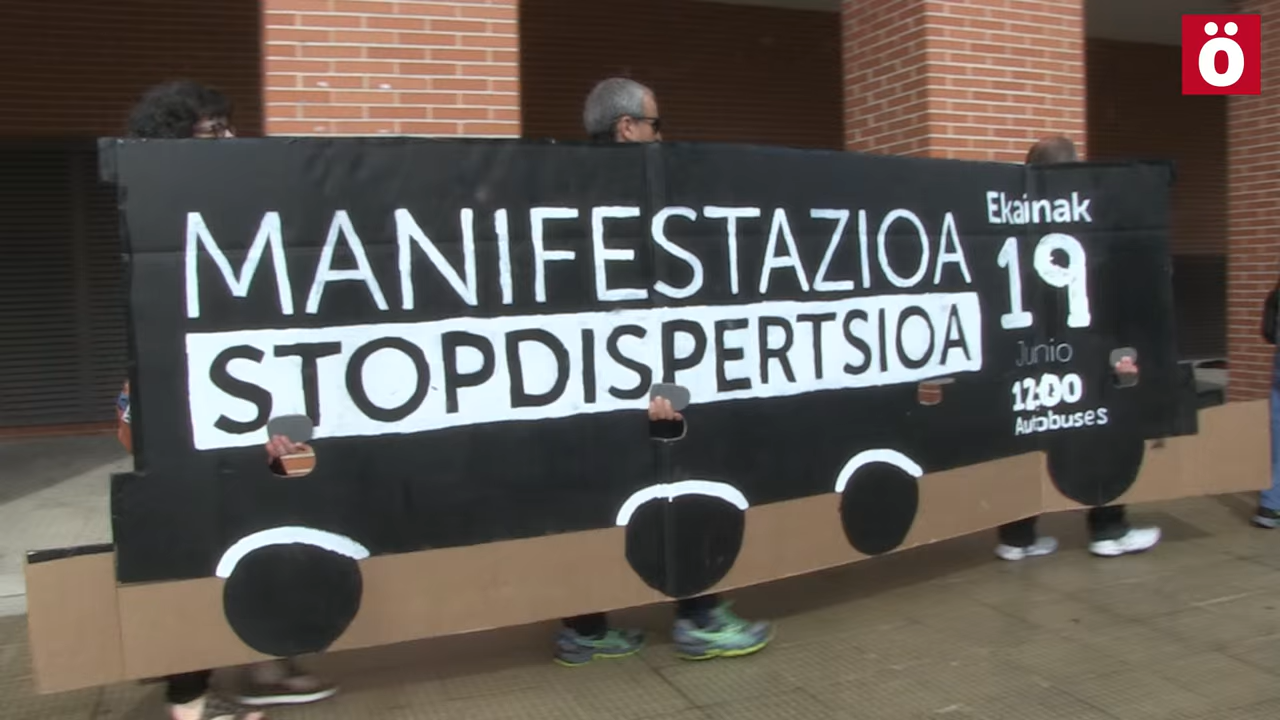 MANIFESTAZIOA
STOPDISPERTSIOA
Ekainak
19
Junio
12:00
Autobuses
ö